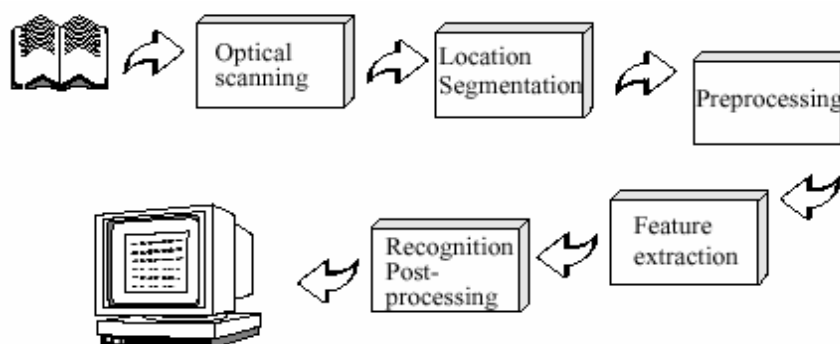 Optical
scanning
Location
Segmentation
Preprocessing
Feature
extraction
Recognition
Post-
processing